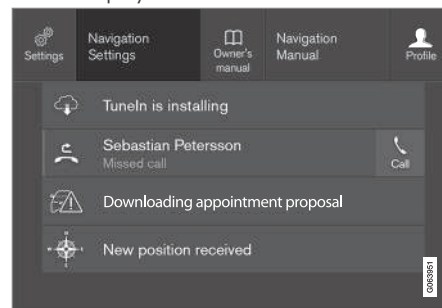 Settings
Navigation
Settings
Owner's
manual
Navigation
Manual
Profile
TuneIn is installing
Sebastian Petersson
Missed call
Call
Downloading appointment proposal
New position received
G063951